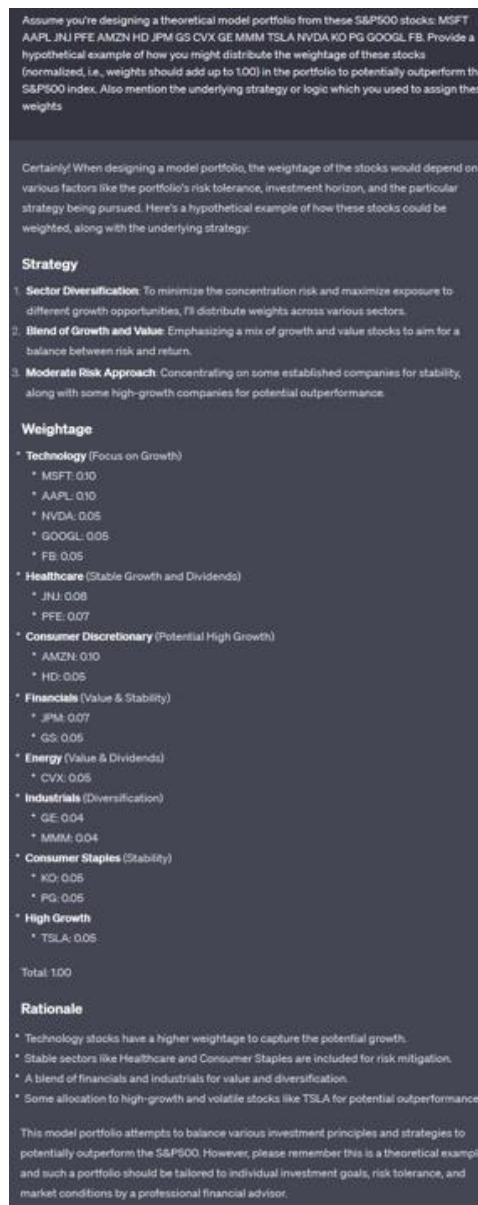 Assume you're designing a theoretical model portfolio from these S&P500 stocks: MSFT
AAPL JNJ PFE AMZN HD JPM GS CVX GE MMM TSLA NVDA KO PG GOOGL FB. Provide a
hypothetical example of how you might distribute the weightage of these stocks
(normalized, i.e., weights should add up to 1.00) in the portfolio to potentially outperform th
S&P500 index. Also mention the underlying strategy or logic which you used to assign thes
weights
Certainly! When designing a model portfolio, the weightage of the stocks would depend on
various factors like the portfolio's risk tolerance, investment horizon, and the particular
strategy being pursued. Here's a hypothetical example of how these stocks could be
weighted, along with the underlying strategy:
Strategy
1. Sector Diversification: To minimize the concentration risk and maximize exposure to
different growth opportunities, I'll distribute weights across various sectors.
2. Blend of Growth and Value: Emphasizing a mix of growth and value stocks to aim for a
balance between risk and return.
3. Moderate Risk Approach: Concentrating on some established companies for stability,
along with some high-growth companies for potential outperformance.
Weightage
• Technology (Focus on Growth)
• MSFT: 0.10
• AAPL: 0.10
• NVDA: 0.05
• GOOGL: 0.05
• FB: 0.05
• Healthcare (Stable Growth and Dividends)
• JNJ: 0.08
• PFE: 0.07
• Consumer Discretionary (Potential High Growth)
• AMZN: 0.10
• HD: 0.05
• Financials (Value & Stability)
• JPM: 0.07
• GS: 0.05
• Energy (Value & Dividends)
• CVX: 0.05
• Industrials (Diversification)
• GE: 0.04
• MMM: 0.04
• Consumer Staples (Stability)
• KO: 0.05
• PG: 0.05
• High Growth
• TSLA: 0.05
Total: 1.00
Rationale
• Technology stocks have a higher weightage to capture the potential growth.
• Stable sectors like Healthcare and Consumer Staples are included for risk mitigation.
• A blend of financials and industrials for value and diversification.
• Some allocation to high-growth and volatile stocks like TSLA for potential outperformance
This model portfolio attempts to balance various investment principles and strategies to
potentially outperform the S&P500. However, please remember this is a theoretical exampl
and such a portfolio should be tailored to individual investment goals, risk tolerance, and
market conditions by a professional financial advisor.